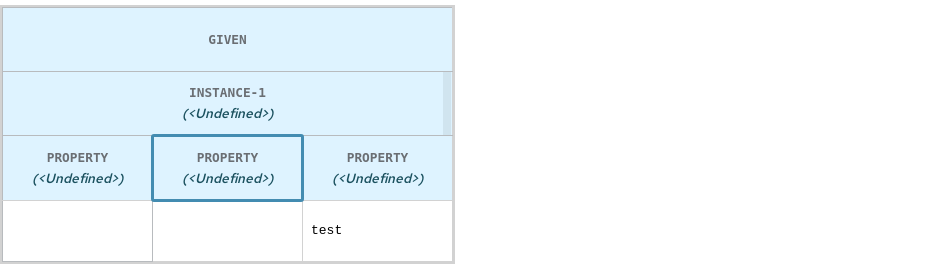 GIVEN
INSTANCE-1
(<Undefined>)
PROPERTY PROPERTY PROPERTY
(<Undefined>) (<Undefined>) (<Undefined>)
test